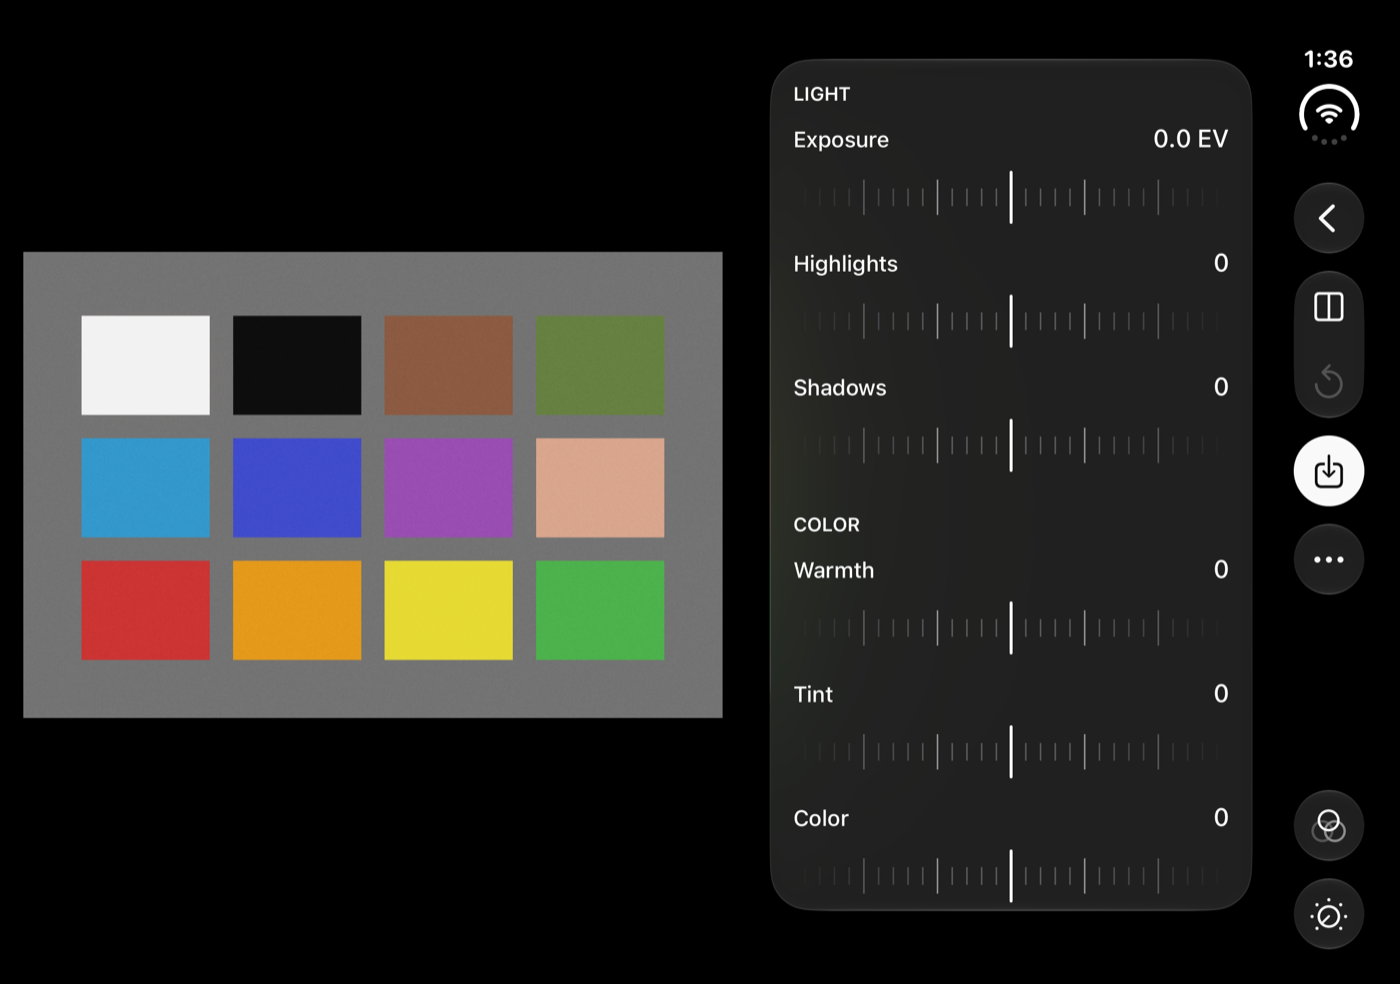 LIGHT
Exposure 0.0 EV
Highlights 0
Shadows 0
COLOR
Warmth 0
Tint 0
Color 0
1:36